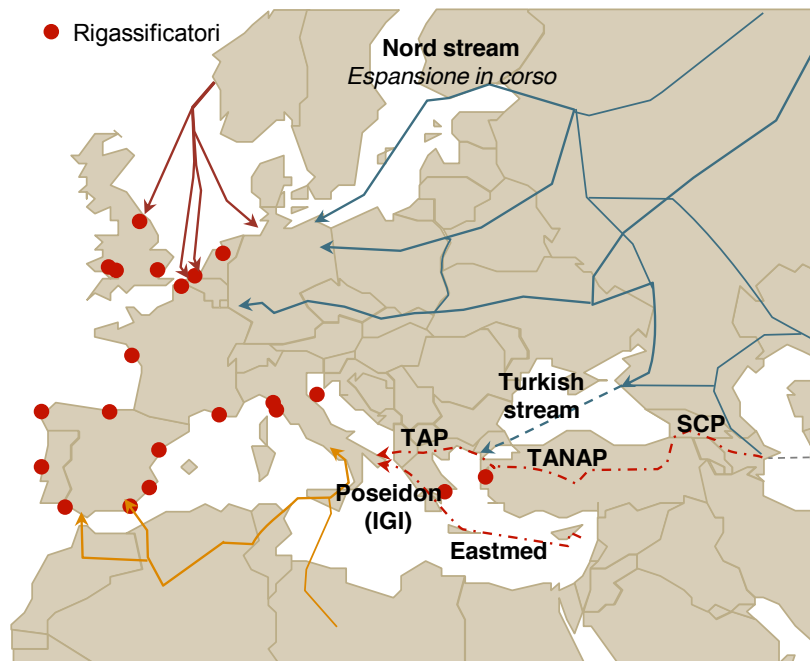 Rigassificatori
Nord stream
Espansione in corso
Turkish
stream
SCP
TAP
TANAP
Poseidon
(IGI)
Eastmed